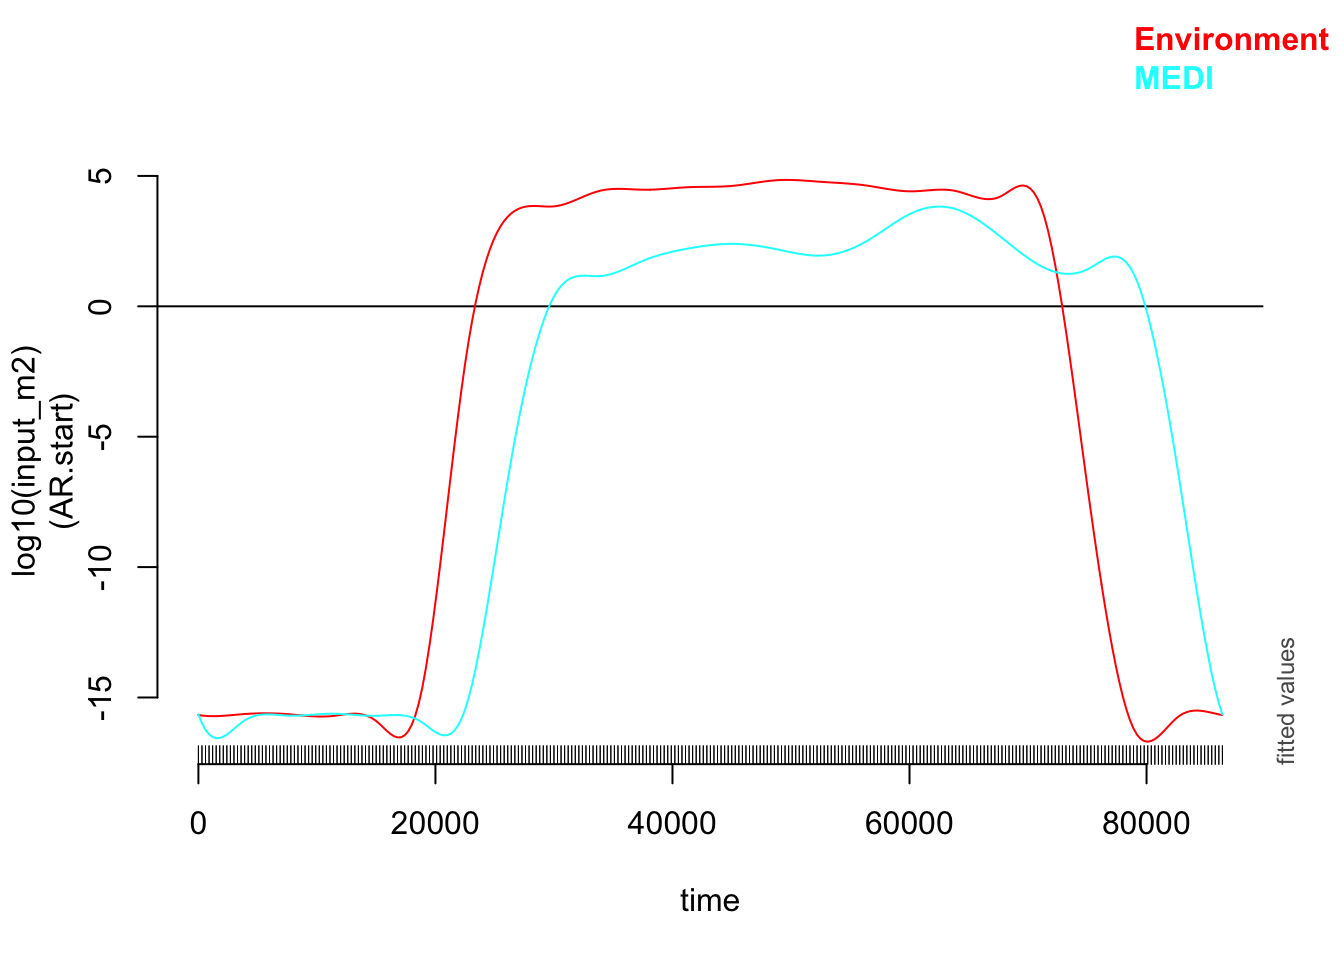 Environment
MEDI
log10(input_m2)
(AR.start)
5
0
-5
-10
-15
fitted values
0
20000
40000
60000
80000
time